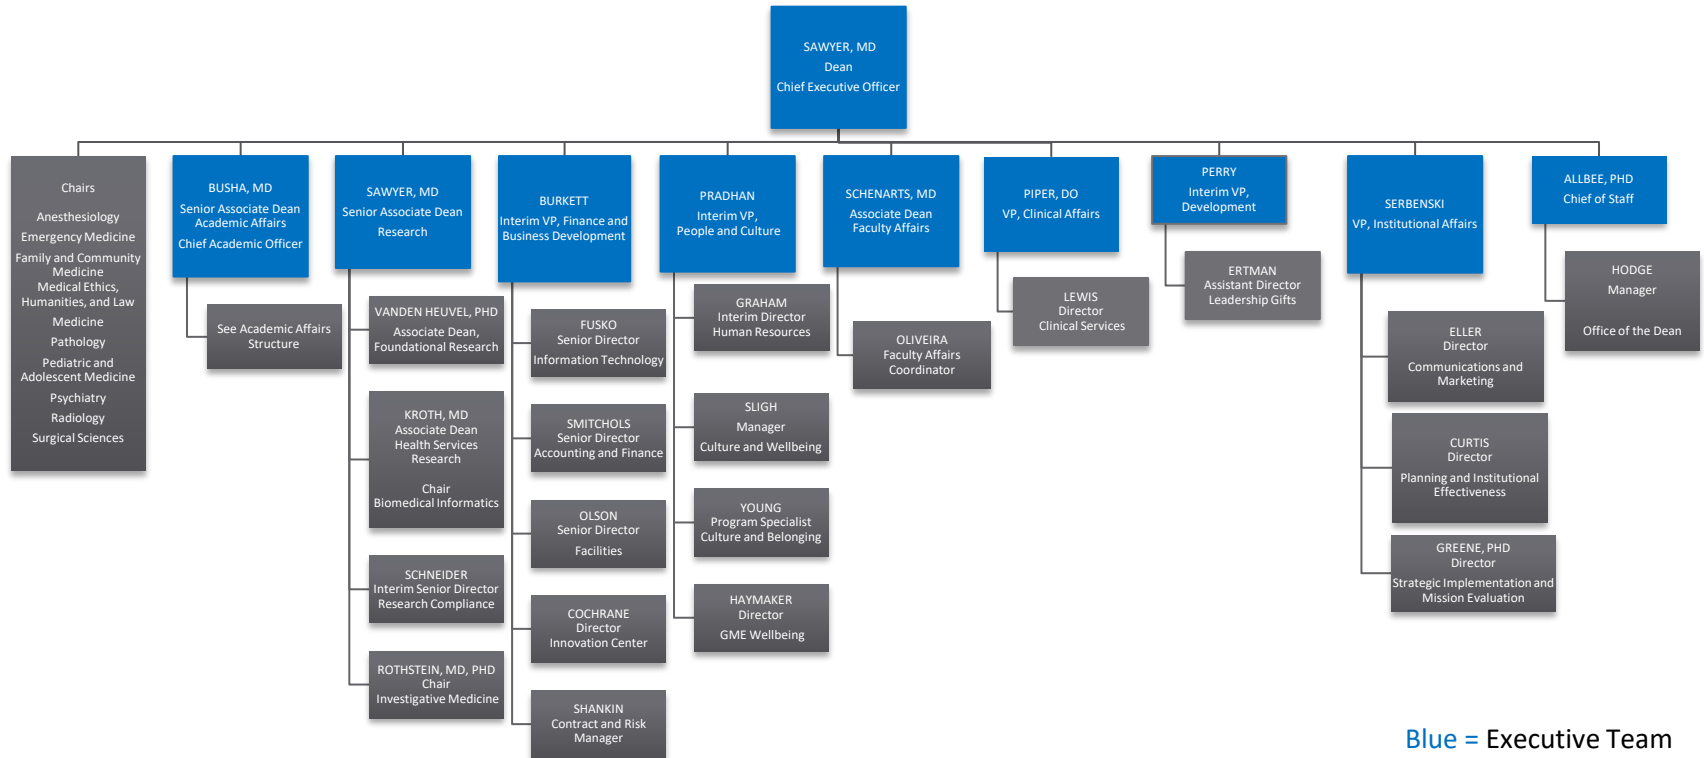 SAWYER, MD
Dean
Chief Executive Officer
Chairs
Anesthesiology
Emergency Medicine
Family and Community
Medicine
Medical Ethics,
Humanities, and Law
Medicine
Pathology
Pediatric and
Adolescent Medicine
Psychiatry
Radiology
Surgical Sciences
BUSHA, MD
Senior Associate Dean
Academic Affairs
Chief Academic Officer
See Academic Affairs
Structure
SAWYER, MD
Senior Associate Dean
Research
VANDEN HEUVEL, PHD
Associate Dean,
Foundational Research
KROTH, MD
Associate Dean
Health Services
Research
Chair
Biomedical Informatics
SCHNEIDER
Interim Senior Director
Research Compliance
ROTHSTEIN, MD, PHD
Chair
Investigative Medicine
BURKETT
Interim VP, Finance and
Business Development
FUSKO
Senior Director
Information Technology
SMITCHOLS
Senior Director
Accounting and Finance
OLSON
Senior Director
Facilities
COCHRANE
Director
Innovation Center
SHANKIN
Contract and Risk
Manager
PRADHAN
Interim VP,
People and Culture
GRAHAM
Interim Director
Human Resources
SLIGH
Manager
Culture and Wellbeing
YOUNG
Program Specialist
Culture and Belonging
HAYMAKER
Director
GME Wellbeing
SCHENARTS, MD
Associate Dean
Faculty Affairs
OLIVEIRA
Faculty Affairs
Coordinator
PIPER, DO
VP, Clinical Affairs
LEWIS
Director
Clinical Services
PERRY
Interim VP,
Development
ERTMAN
Assistant Director
Leadership Gifts
SERBENSKI
VP, Institutional Affairs
ELLER
Director
Communications and
Marketing
CURTIS
Director
Planning and Institutional
Effectiveness
GREENE, PHD
Director
Strategic Implementation and
Mission Evaluation
ALLBEE, PHD
Chief of Staff
HODGE
Manager
Office of the Dean
Blue = Executive Team